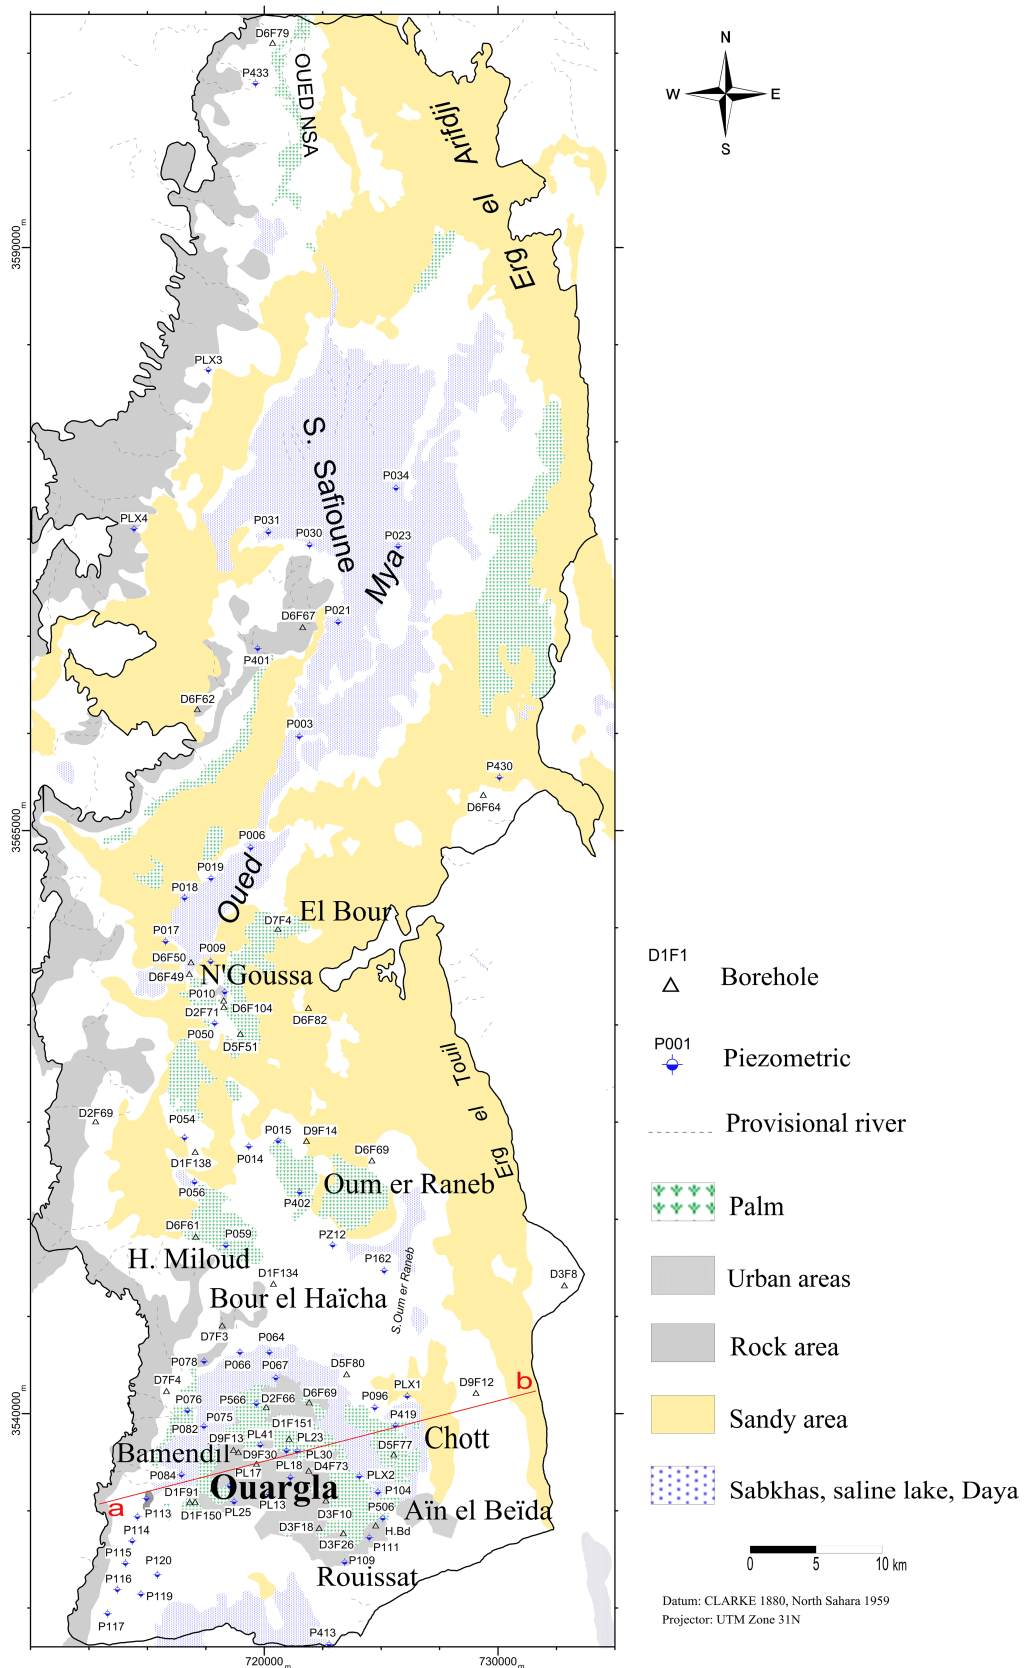 D6F79
P433
OUED NSA
Erg el Arifdji
N
W E
S
3590000 m
PLX3
S. Safioune
P034
PLX4
P031
P030
P023
Oued Mya
P021
D6F67
P401
D6F62
P003
P430
D6F64
3565000 m
P006
P019
P018
El Bour
D7F4
P017
D6F50
P009
D6F49
N'Goussa
P010
D2F71
D6F104
D6F82
P050
D5F51
Erg el Touil
D2F69
P054
P015
D9F14
D1F138
P014
D6F69
P056
Oum er Raneb
P402
D6F61
P059
PZ12
H. Miloud
P162
S.Oum er Raneb
D1F134
D3F8
Bour el Haïcha
D7F3
P064
P078
P066
P067
D5F80
D7F4
PLX1
D9F12
b
P076
P566
D2F66
D6F69
P096
3540000 m
P082
P075
D1F151
P419
D9F13
PL41
PL23
Chott
Bamendil
D9F30
PL30
D5F77
P084
PL17
PL18
D4F73
PLX2
Ouargla
D1F91
P104
a
P113
D1F150
PL25
PL13
D3F10
P506
Aïn el Beïda
P114
D3F18
H.Bd
D3F26
P111
P115
P120
P109
P116
Rouissat
P119
P117
P413
720000 m
730000 m
D1F1
Borehole
P001
Piezometric
Provisional river
Palm
Urban areas
Rock area
Sandy area
Sabkhas, saline lake, Daya
0 5 10 km
Datum: CLARKE 1880, North Sahara 1959
Projector: UTM Zone 31N